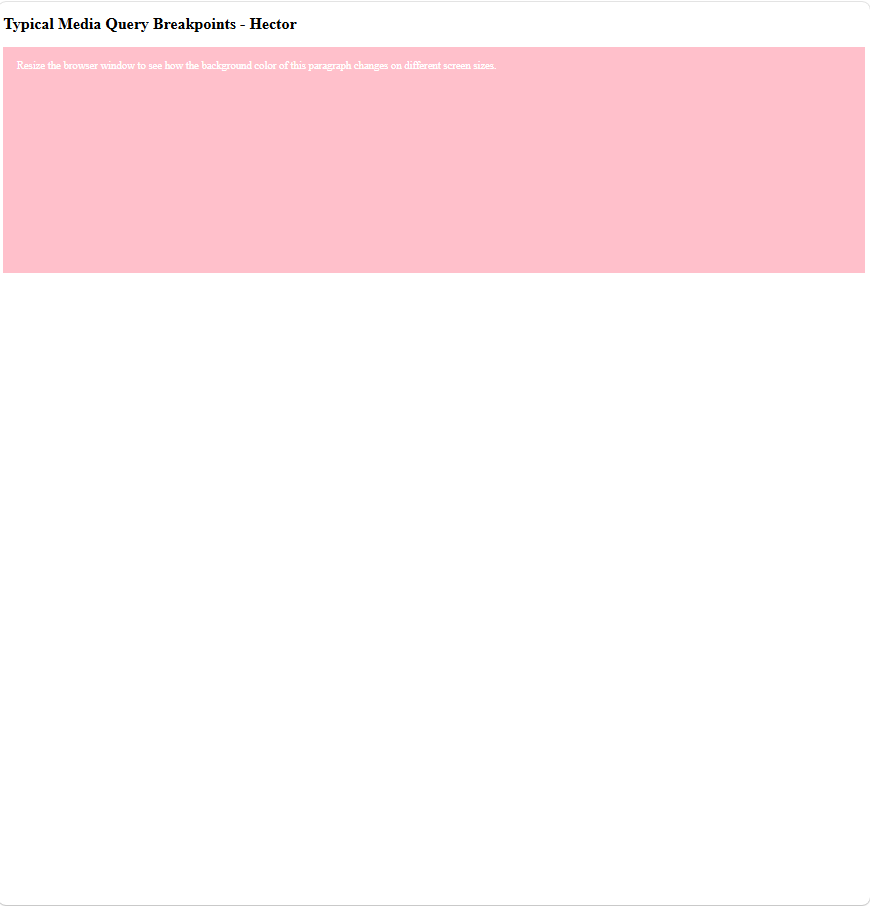 Typical Media Query Breakpoints - Hector
Resize the browser window to see how the background color of this paragraph changes on different screen sizes.